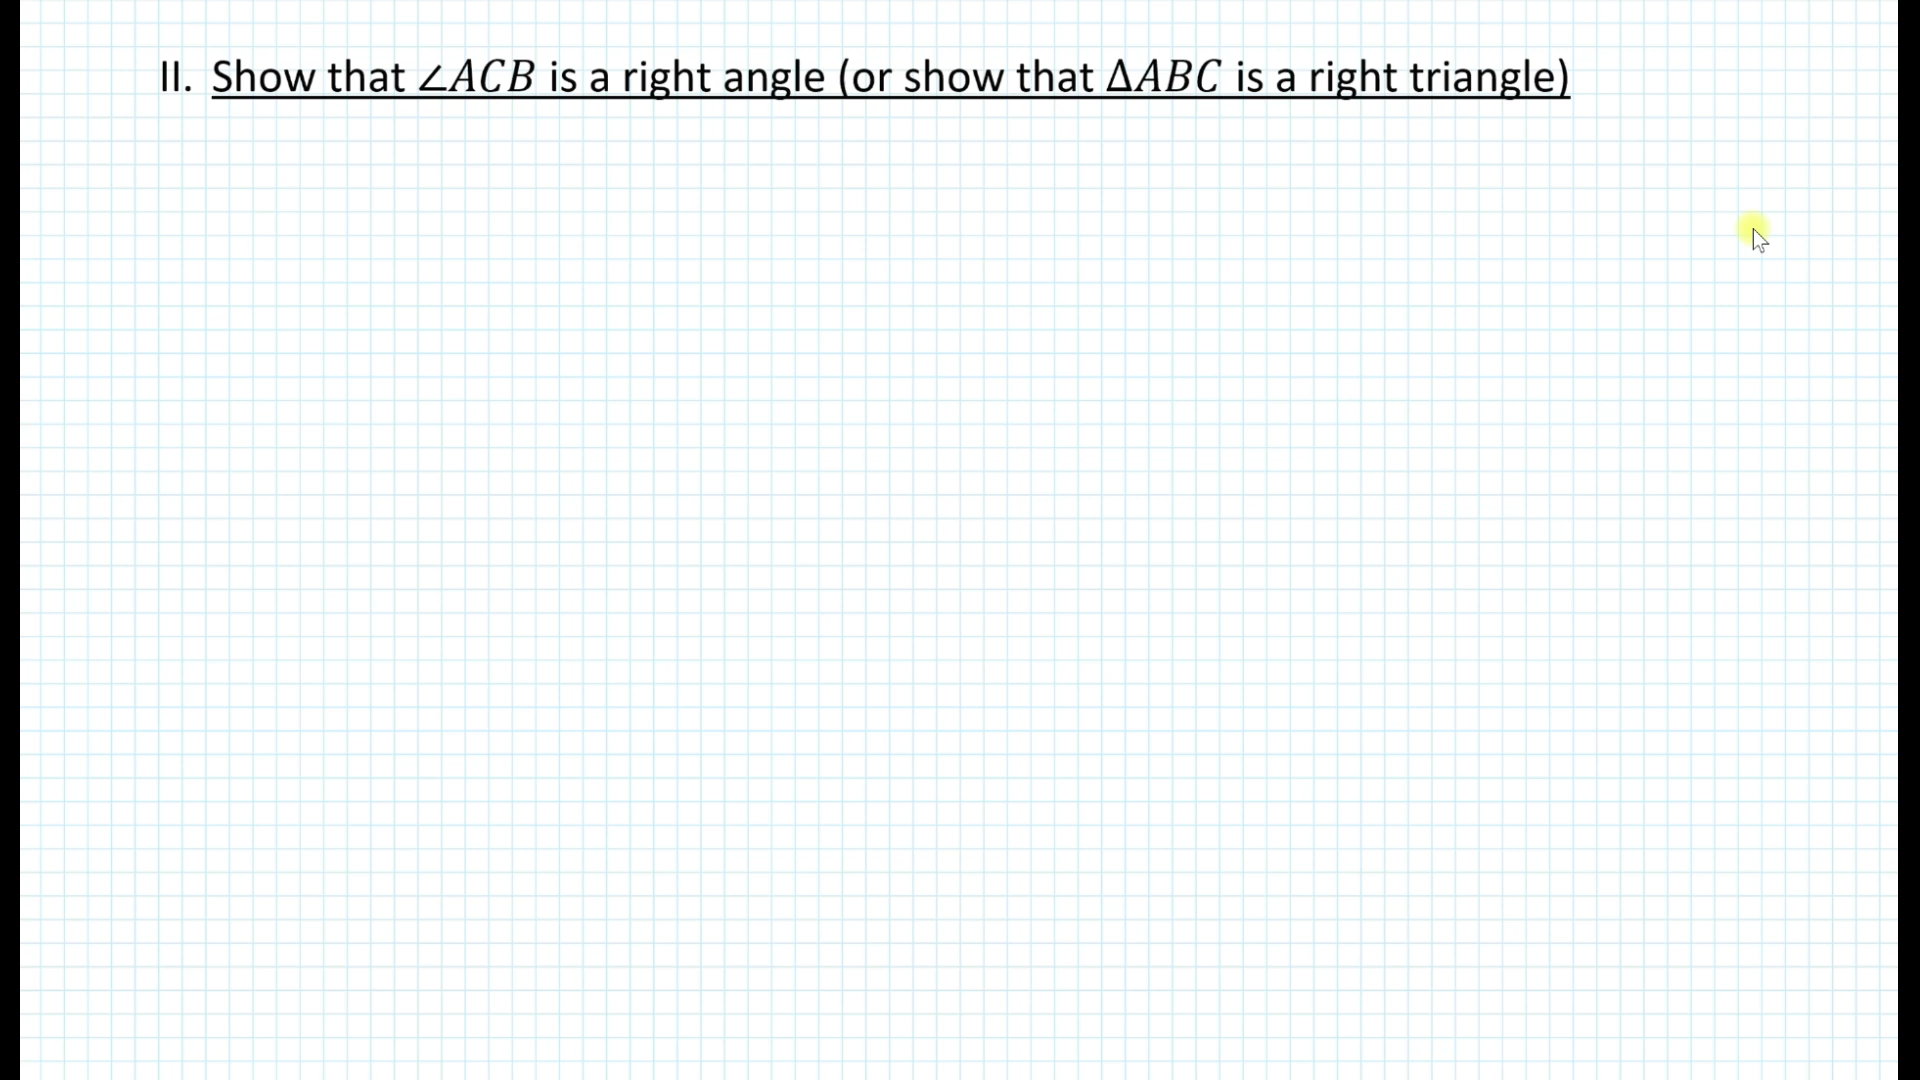 II. Show that ∠ACB is a right angle (or show that ΔABC is a right triangle)